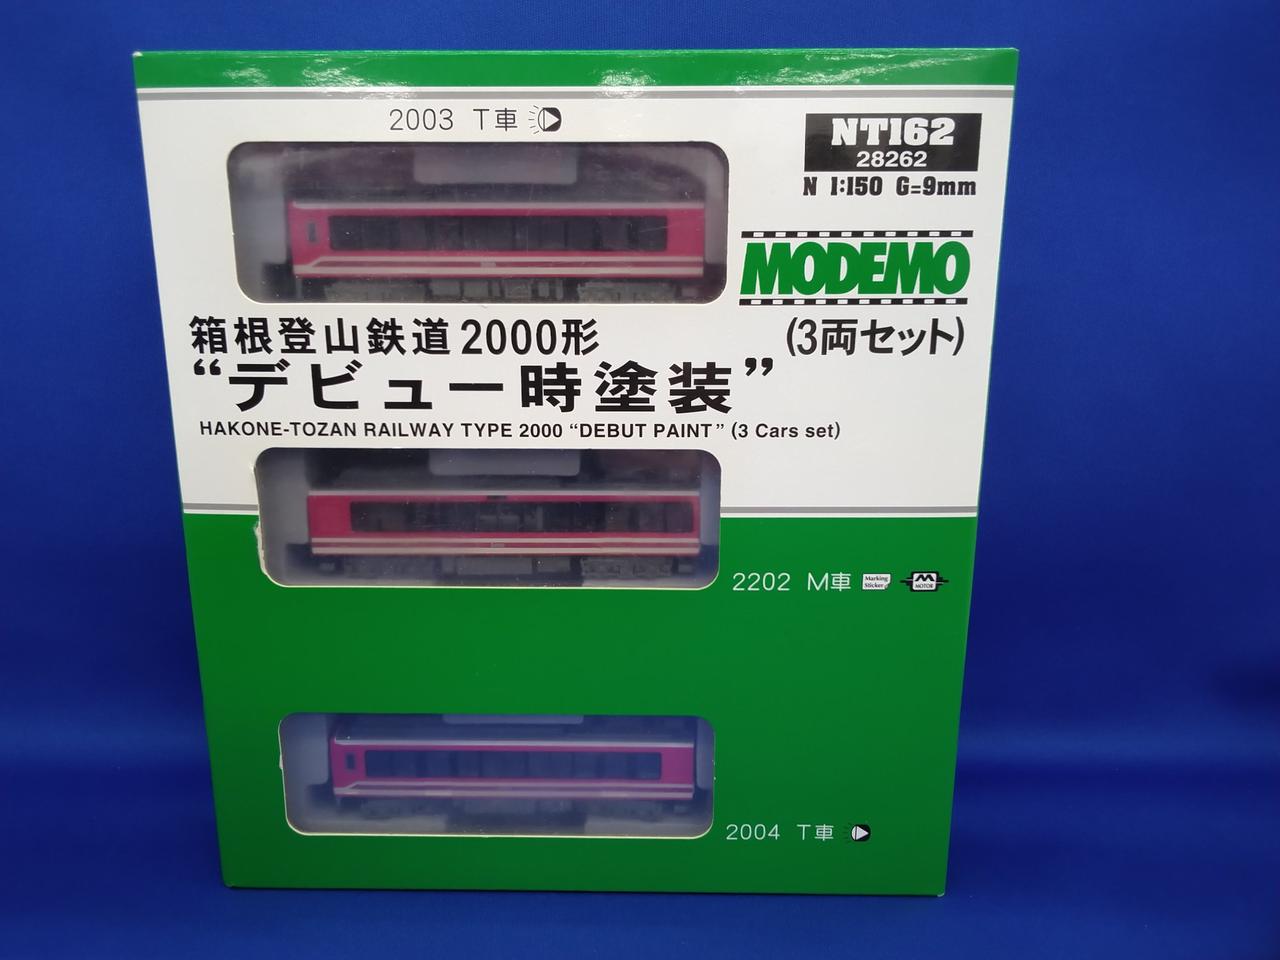 2003 T車
NT162
28262
N 1:150 G=9mm
MODEMO
箱根登山鉄道2000形
(3両セット)
“デビュー時塗装”
HAKONE-TOZAN RAILWAY TYPE 2000 “DEBUT PAINT” (3 Cars set)
2202 M車 Marking Sticker M MOTOR
2004 T車